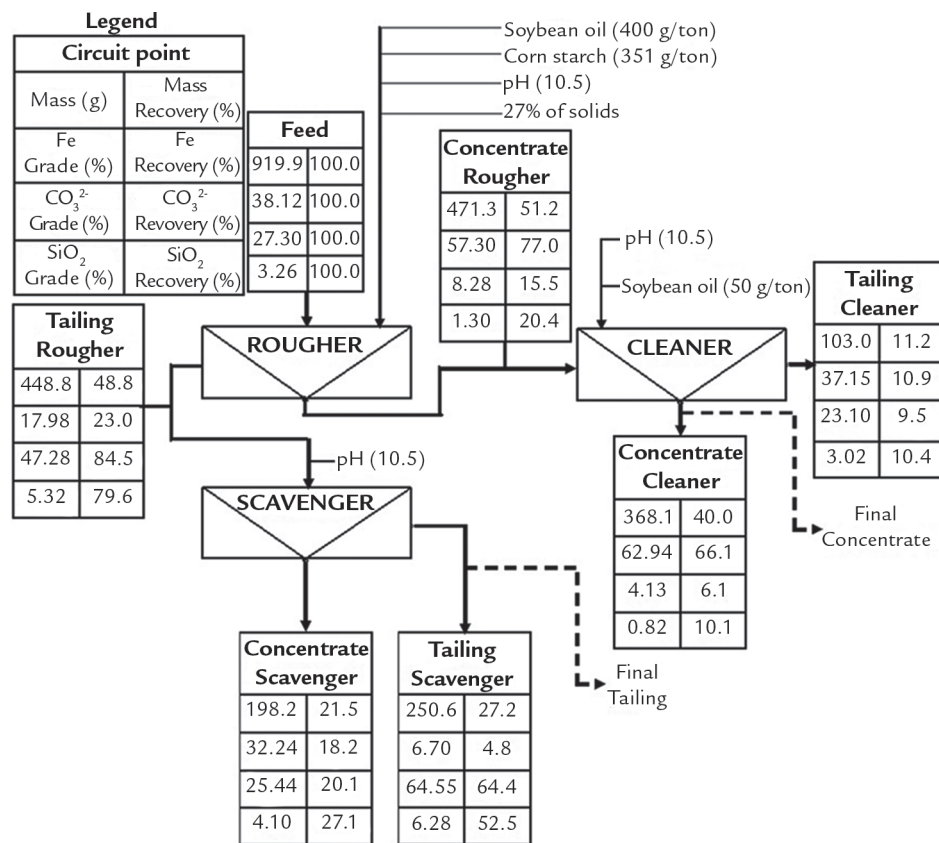 Legend
Circuit point
Mass (g)
Mass
Recovery (%)
Fe
Grade (%)
Fe
Recovery (%)
CO₃²⁻
Grade (%)
CO₃²⁻
Revovery (%)
SiO₂
Grade (%)
SiO₂
Recovery (%)
Soybean oil (400 g/ton)
Corn starch (351 g/ton)
pH (10.5)
27% of solids
Feed
919.9 100.0
38.12 100.0
27.30 100.0
3.26 100.0
Concentrate
Rougher
471.3 51.2
57.30 77.0
8.28 15.5
1.30 20.4
pH (10.5)
Soybean oil (50 g/ton)
Tailing
Cleaner
103.0 11.2
37.15 10.9
23.10 9.5
3.02 10.4
Tailing
Rougher
448.8 48.8
17.98 23.0
47.28 84.5
5.32 79.6
ROUGHER
CLEANER
pH (10.5)
SCAVENGER
Concentrate
Cleaner
368.1 40.0
62.94 66.1
4.13 6.1
0.82 10.1
Final
Concentrate
Concentrate
Scavenger
198.2 21.5
32.24 18.2
25.44 20.1
4.10 27.1
Tailing
Scavenger
250.6 27.2
6.70 4.8
64.55 64.4
6.28 52.5
Final
Tailing